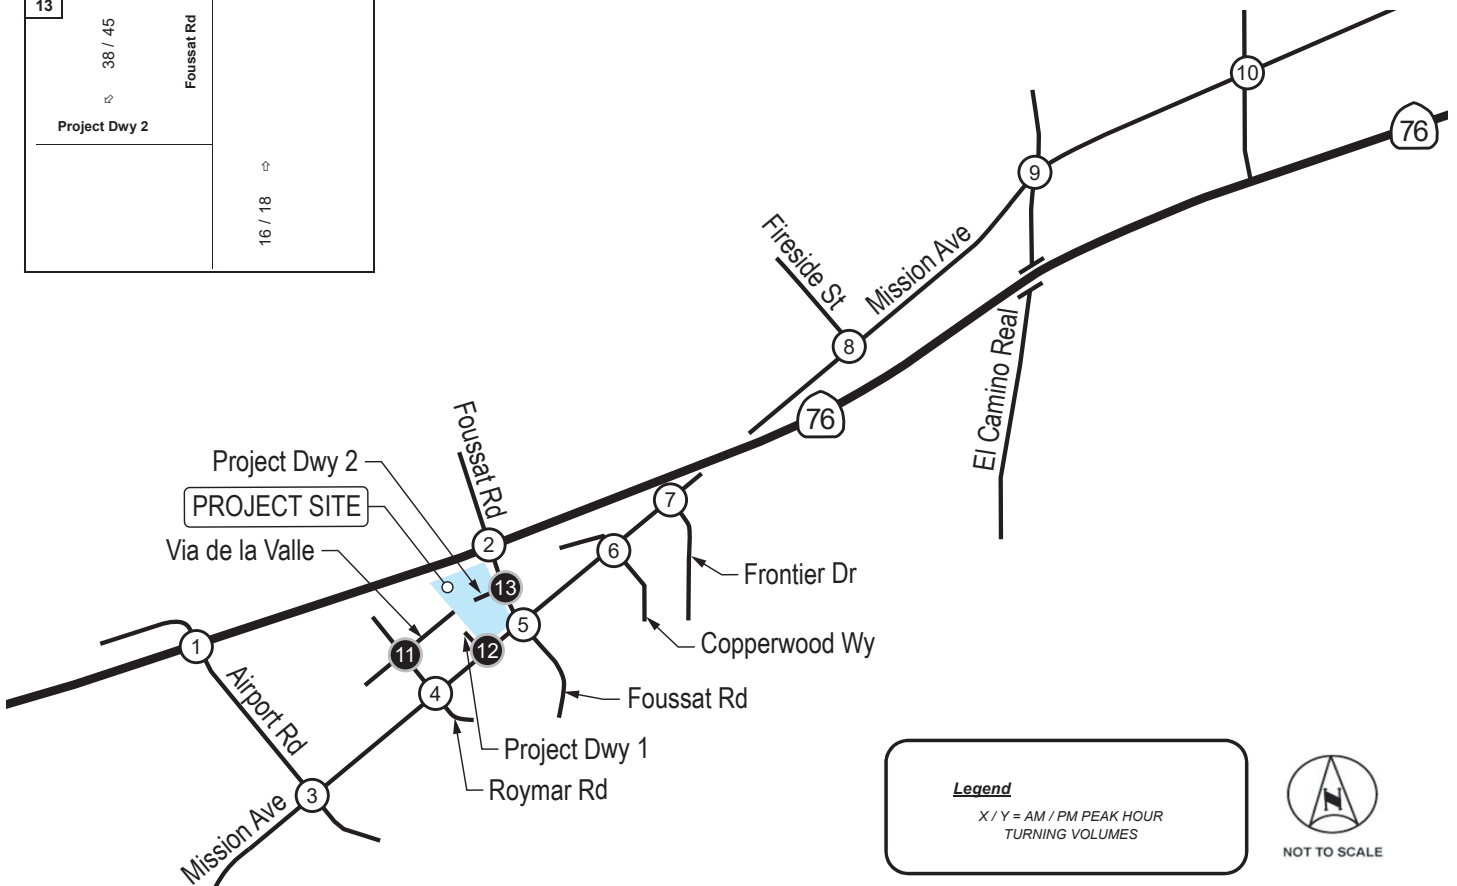 13
38 / 45
Foussat Rd
Project Dwy 2
16 / 18
10
76
9
Fireside St
Mission Ave
8
El Camino Real
76
Foussat Rd
Project Dwy 2
PROJECT SITE
Via de la Valle
7
2
6
13
Frontier Dr
5
1
11
12
Copperwood Wy
4
Foussat Rd
Airport Rd
Project Dwy 1
Roymar Rd
3
Mission Ave
Legend
X / Y = AM / PM PEAK HOUR
TURNING VOLUMES
N
NOT TO SCALE